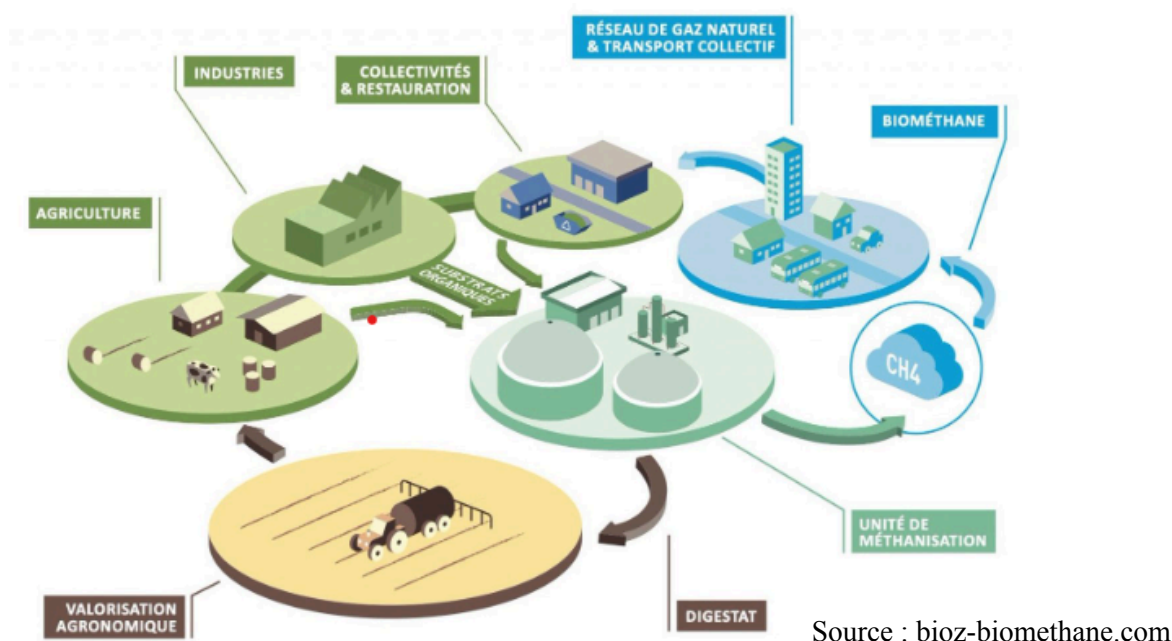 RÉSEAU DE GAZ NATUREL
& TRANSPORT COLLECTIF
INDUSTRIES
COLLECTIVITÉS
& RESTAURATION
BIOMÉTHANE
AGRICULTURE
SUBSTRATS
ORGANIQUES
CH4
UNITÉ DE
MÉTHANISATION
VALORISATION
AGRONOMIQUE
DIGESTAT
Source : bioz-biomethane.com